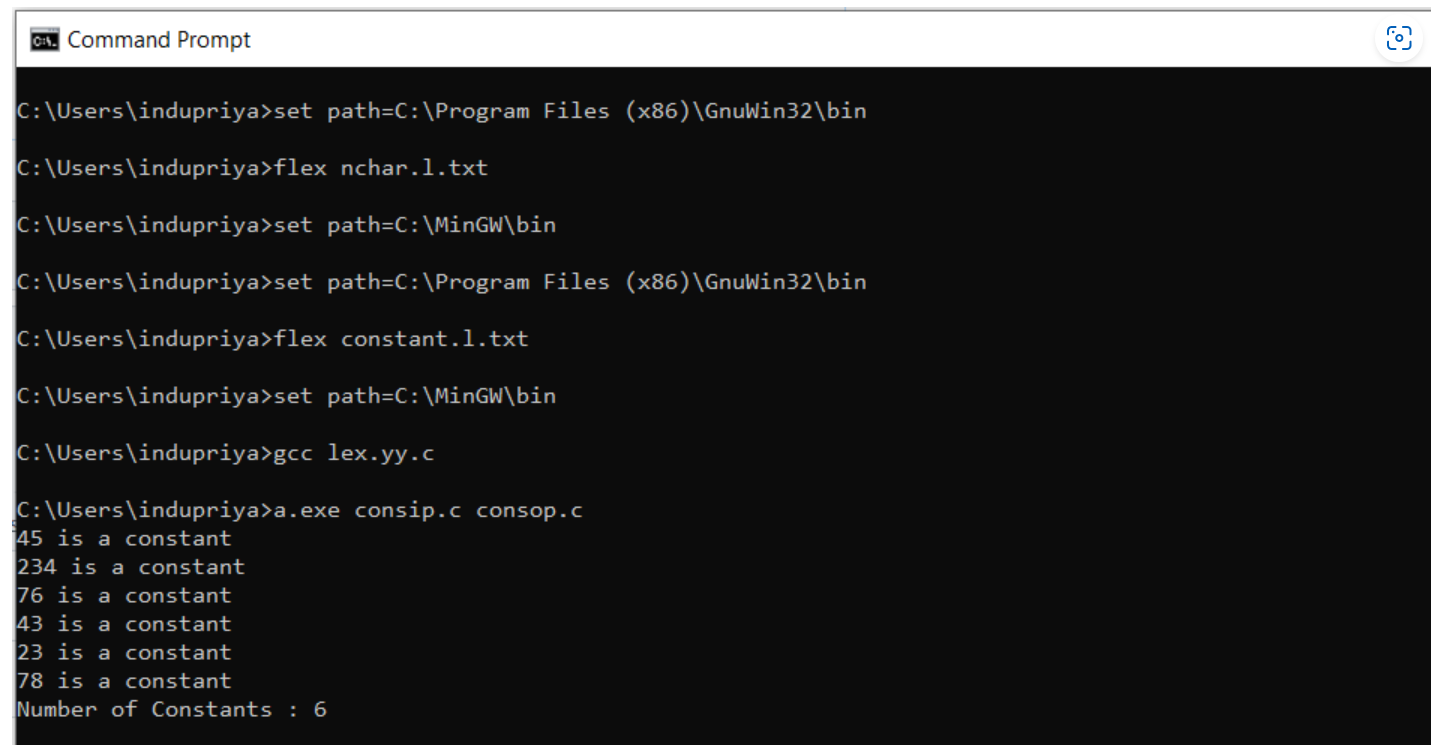 Command Prompt
C:\Users\indupriya>set path=C:\Program Files (x86)\GnuWin32\bin
C:\Users\indupriya>flex nchar.l.txt
C:\Users\indupriya>set path=C:\MinGW\bin
C:\Users\indupriya>set path=C:\Program Files (x86)\GnuWin32\bin
C:\Users\indupriya>flex constant.l.txt
C:\Users\indupriya>set path=C:\MinGW\bin
C:\Users\indupriya>gcc lex.yy.c
C:\Users\indupriya>a.exe consip.c consop.c
45 is a constant
234 is a constant
76 is a constant
43 is a constant
23 is a constant
78 is a constant
Number of Constants : 6